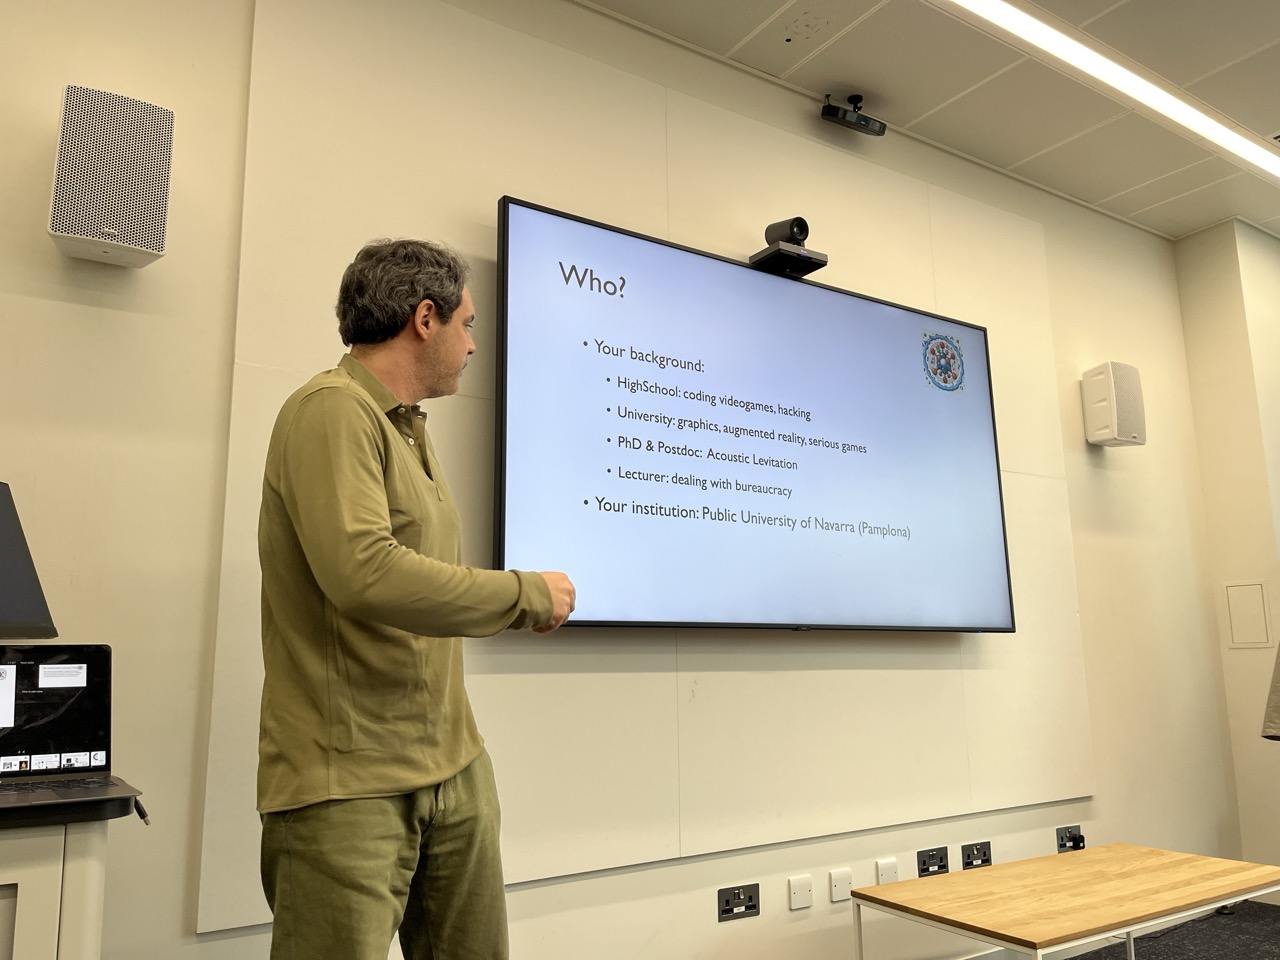 Who?
• Your background:
• HighSchool: coding videogames, hacking
• University: graphics, augmented reality, serious games
• PhD & Postdoc: Acoustic Levitation
• Lecturer: dealing with bureaucracy
• Your institution: Public University of Navarra (Pamplona)